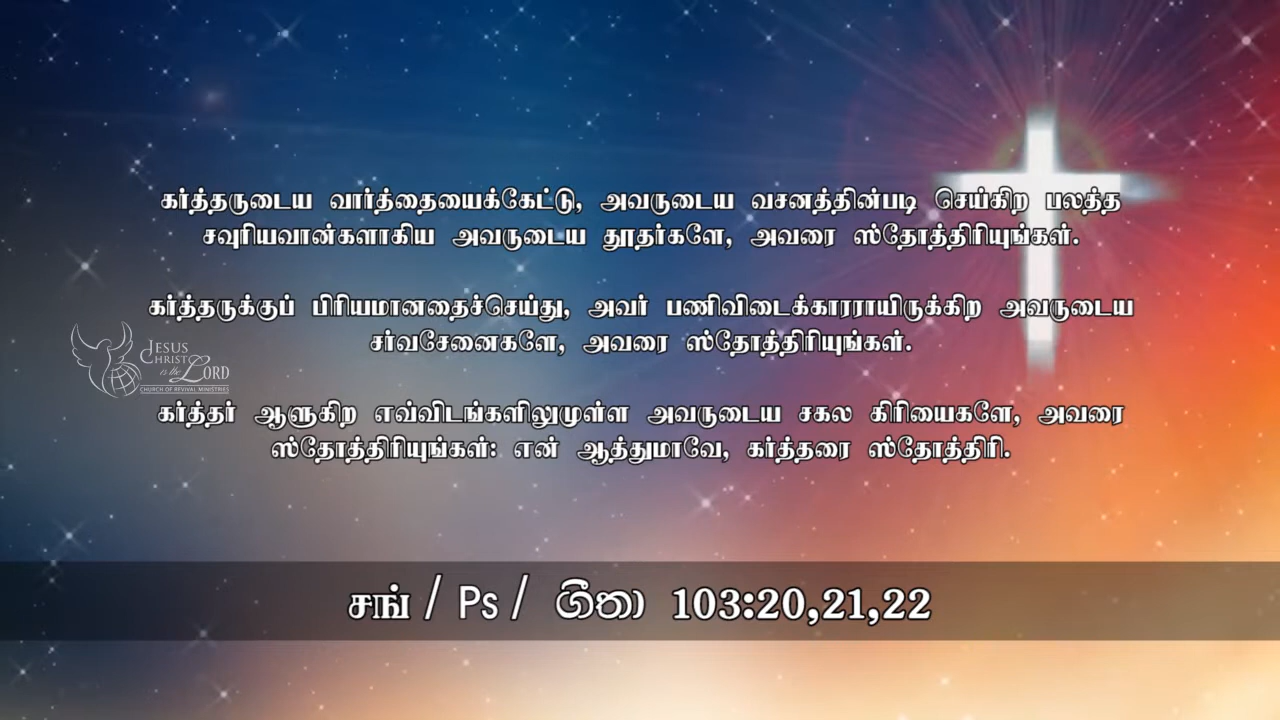 கர்த்தருடைய வார்த்தையைக்கேட்டு, அவருடைய வசனத்தின்படி செய்கிற பலத்த
சவுரியவான்களாகிய அவருடைய தூதர்களே, அவரை ஸ்தோத்திரியுங்கள்.
கர்த்தருக்குப் பிரியமானதைச்செய்து, அவர் பணிவிடைக்காரராயிருக்கிற அவருடைய
சர்வசேனைகளே, அவரை ஸ்தோத்திரியுங்கள்.
JESUS
CHRIST
is the LORD
CHURCH OF REVIVAL MINISTRIES
கர்த்தர் ஆளுகிற எவ்விடங்களிலுமுள்ள அவருடைய சகல கிரியைகளே, அவரை
ஸ்தோத்திரியுங்கள்: என் ஆத்துமாவே, கர்த்தரை ஸ்தோத்திரி.
சங் / Ps / ගීතා 103:20,21,22